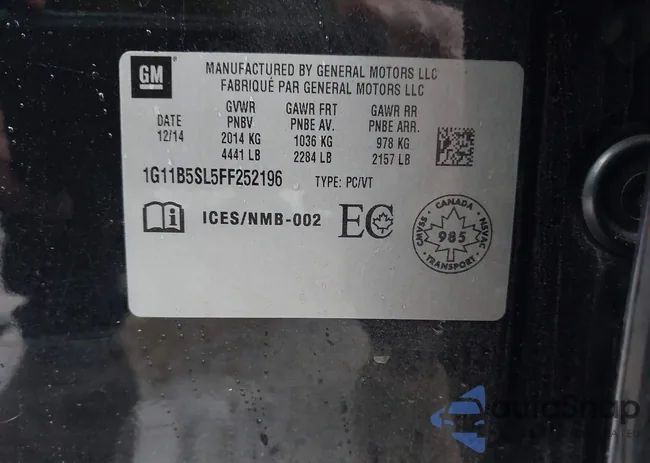 GM
MANUFACTURED BY GENERAL MOTORS LLC
FABRIQUÉ PAR GENERAL MOTORS LLC
DATE
12/14
GVWR
PNBV
2014 KG
4441 LB
GAWR FRT
PNBE AV.
1036 KG
2284 LB
GAWR RR
PNBE ARR.
978 KG
2157 LB
1G11B5SL5FF252196 TYPE: PC/VT
i ICES/NMB-002 EC
CANADA
CMVSS
985
NSVAC
TRANSPORT